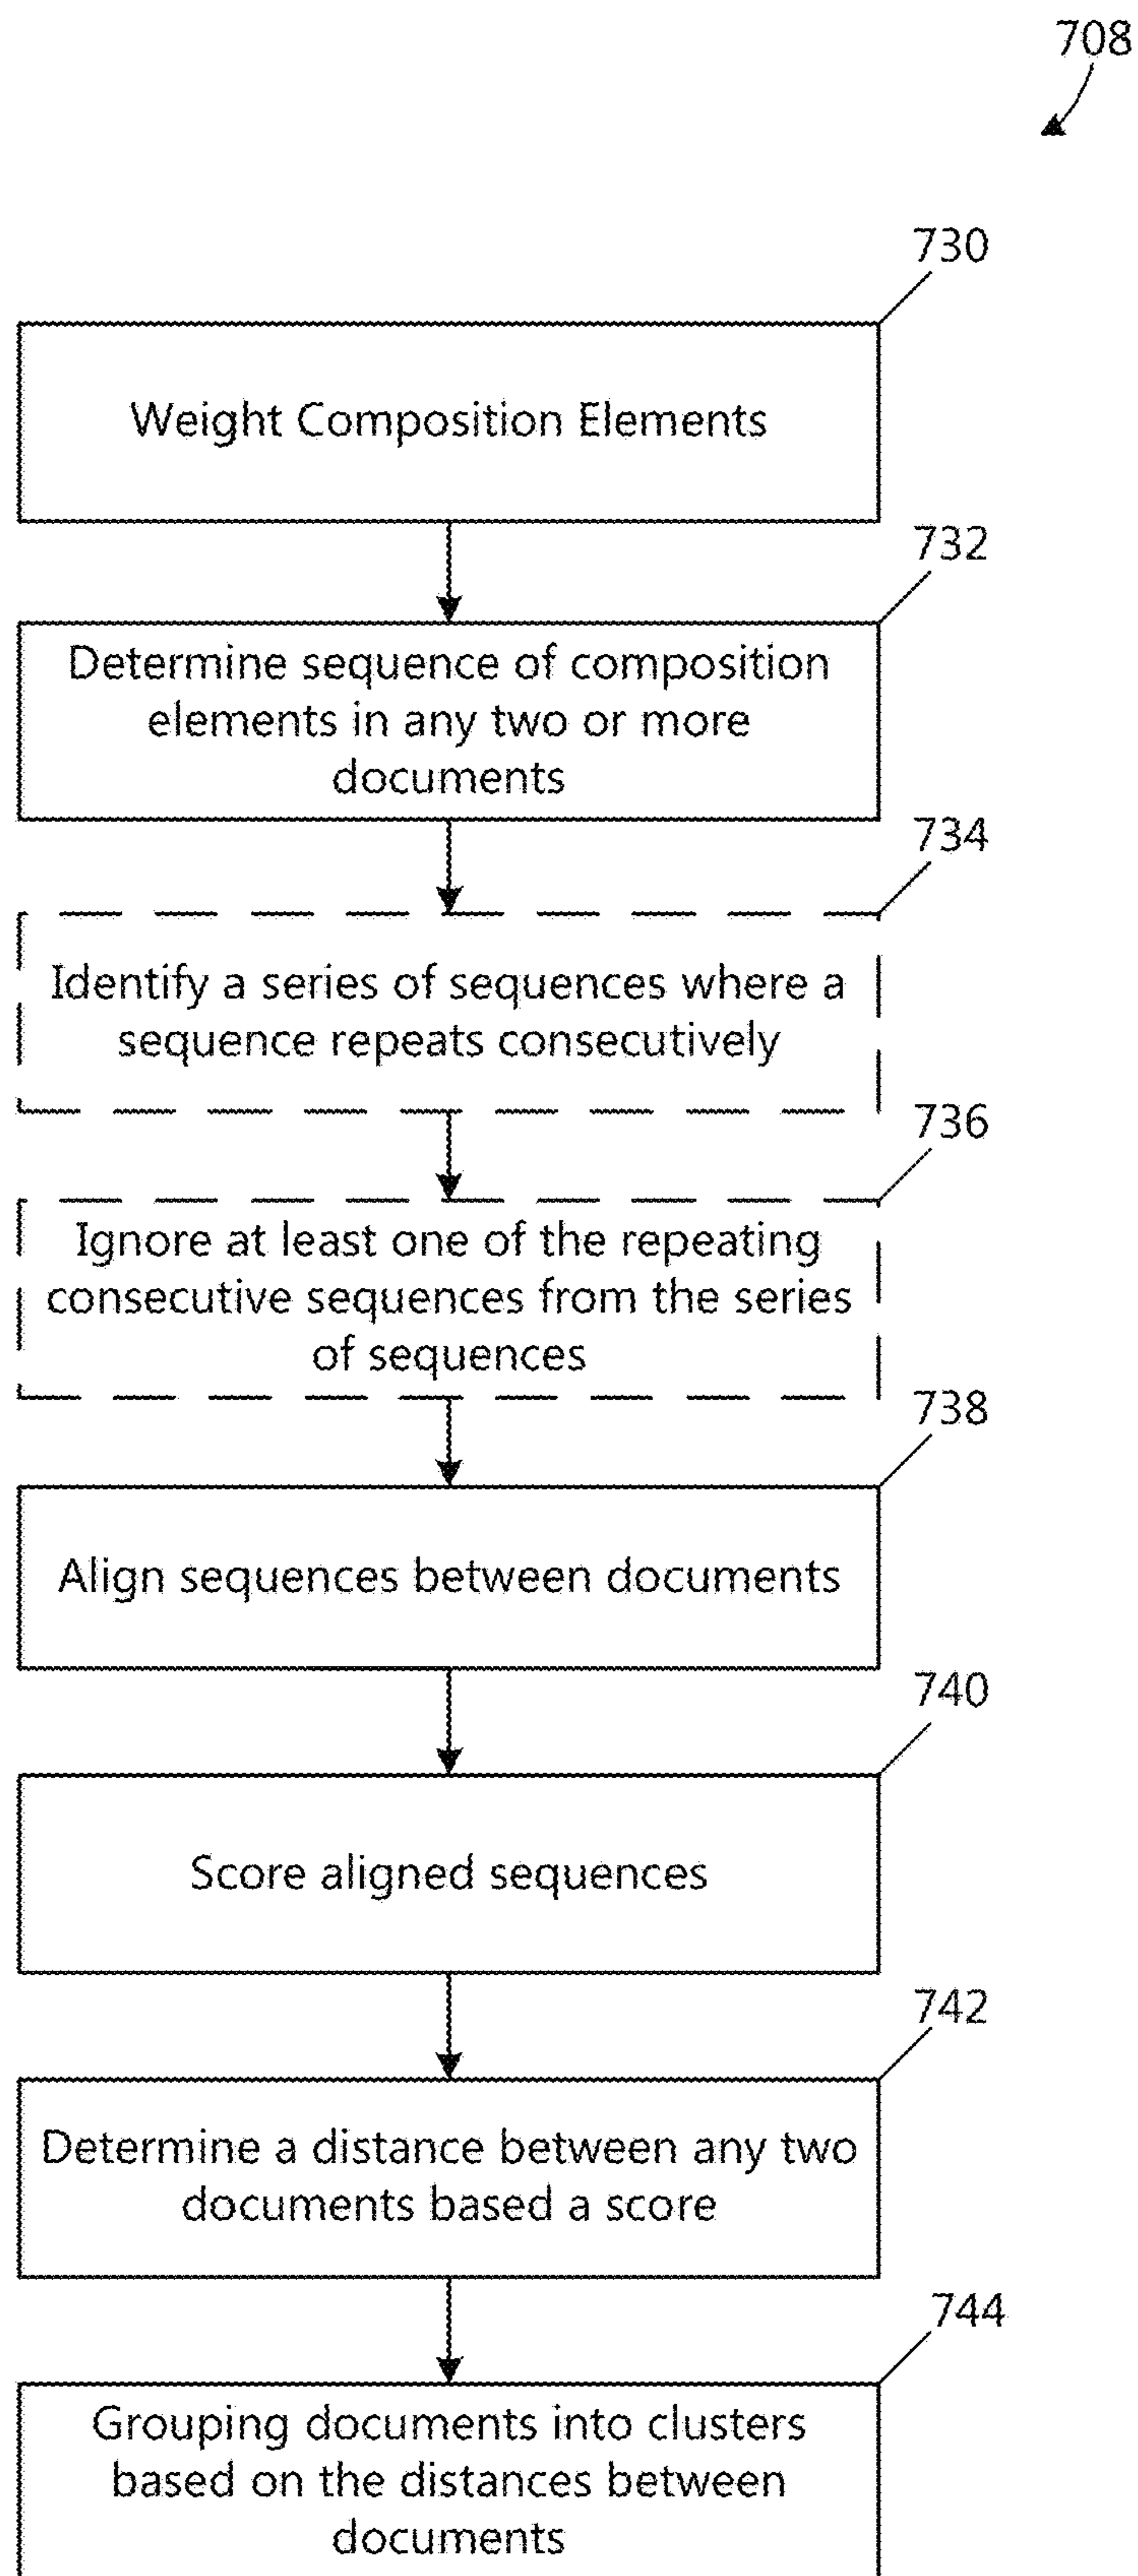 708
730
Weight Composition Elements
732
Determine sequence of composition
elements in any two or more
documents
734
Identify a series of sequences where a
sequence repeats consecutively
736
Ignore at least one of the repeating
consecutive sequences from the series
of sequences
738
Align sequences between documents
740
Score aligned sequences
742
Determine a distance between any two
documents based a score
744
Grouping documents into clusters
based on the distances between
documents